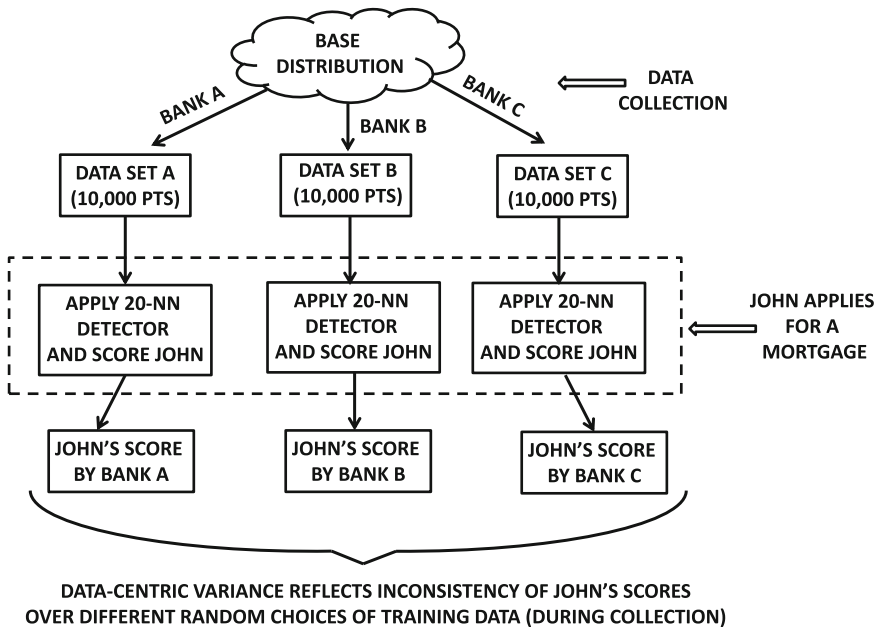 BASE
DISTRIBUTION
DATA
COLLECTION
BANK A
BANK B
BANK C
DATA SET A
(10,000 PTS)
DATA SET B
(10,000 PTS)
DATA SET C
(10,000 PTS)
APPLY 20-NN
DETECTOR
AND SCORE JOHN
APPLY 20-NN
DETECTOR
AND SCORE JOHN
APPLY 20-NN
DETECTOR
AND SCORE JOHN
JOHN APPLIES
FOR A
MORTGAGE
JOHN’S SCORE
BY BANK A
JOHN’S SCORE
BY BANK B
JOHN’S SCORE
BY BANK C
DATA-CENTRIC VARIANCE REFLECTS INCONSISTENCY OF JOHN’S SCORES
OVER DIFFERENT RANDOM CHOICES OF TRAINING DATA (DURING COLLECTION)